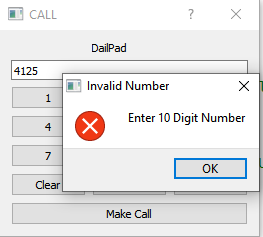 CALL
DailPad
4125
Invalid Number
1
Enter 10 Digit Number
4
7
OK
Clear
Make Call